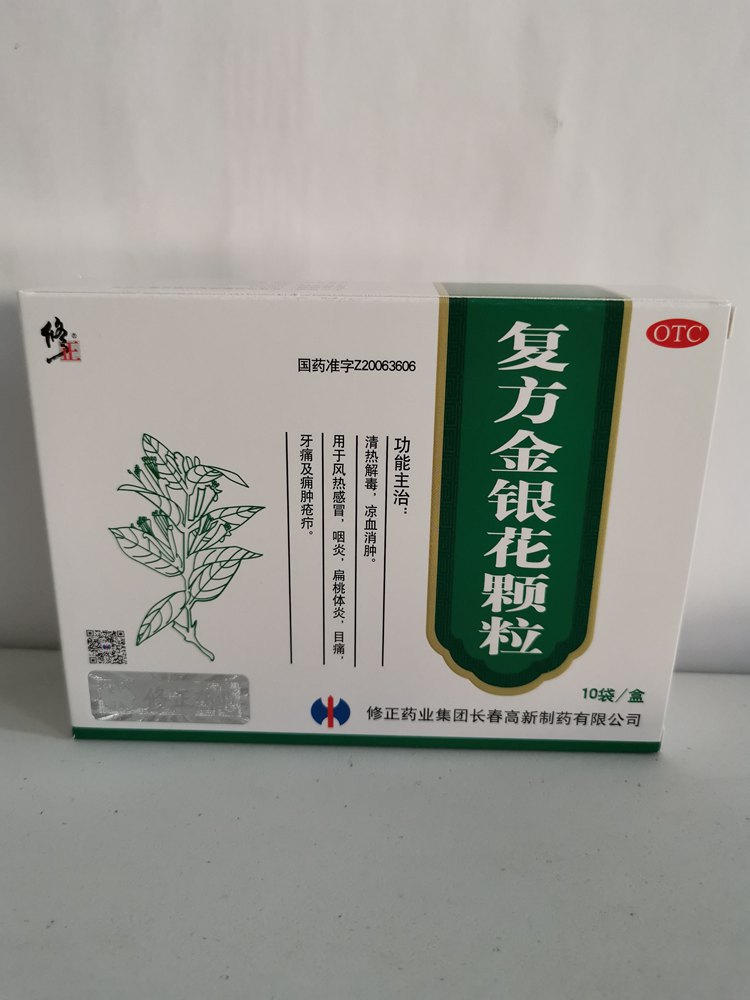 修正
国药准字Z20063606
OTC
复方金银花颗粒
功能主治：
清热解毒，凉血消肿。
用于风热感冒，咽炎，扁桃体炎，目痛，
牙痛及痈肿疮疖。
10袋/盒
修正
修正药业集团长春高新制药有限公司